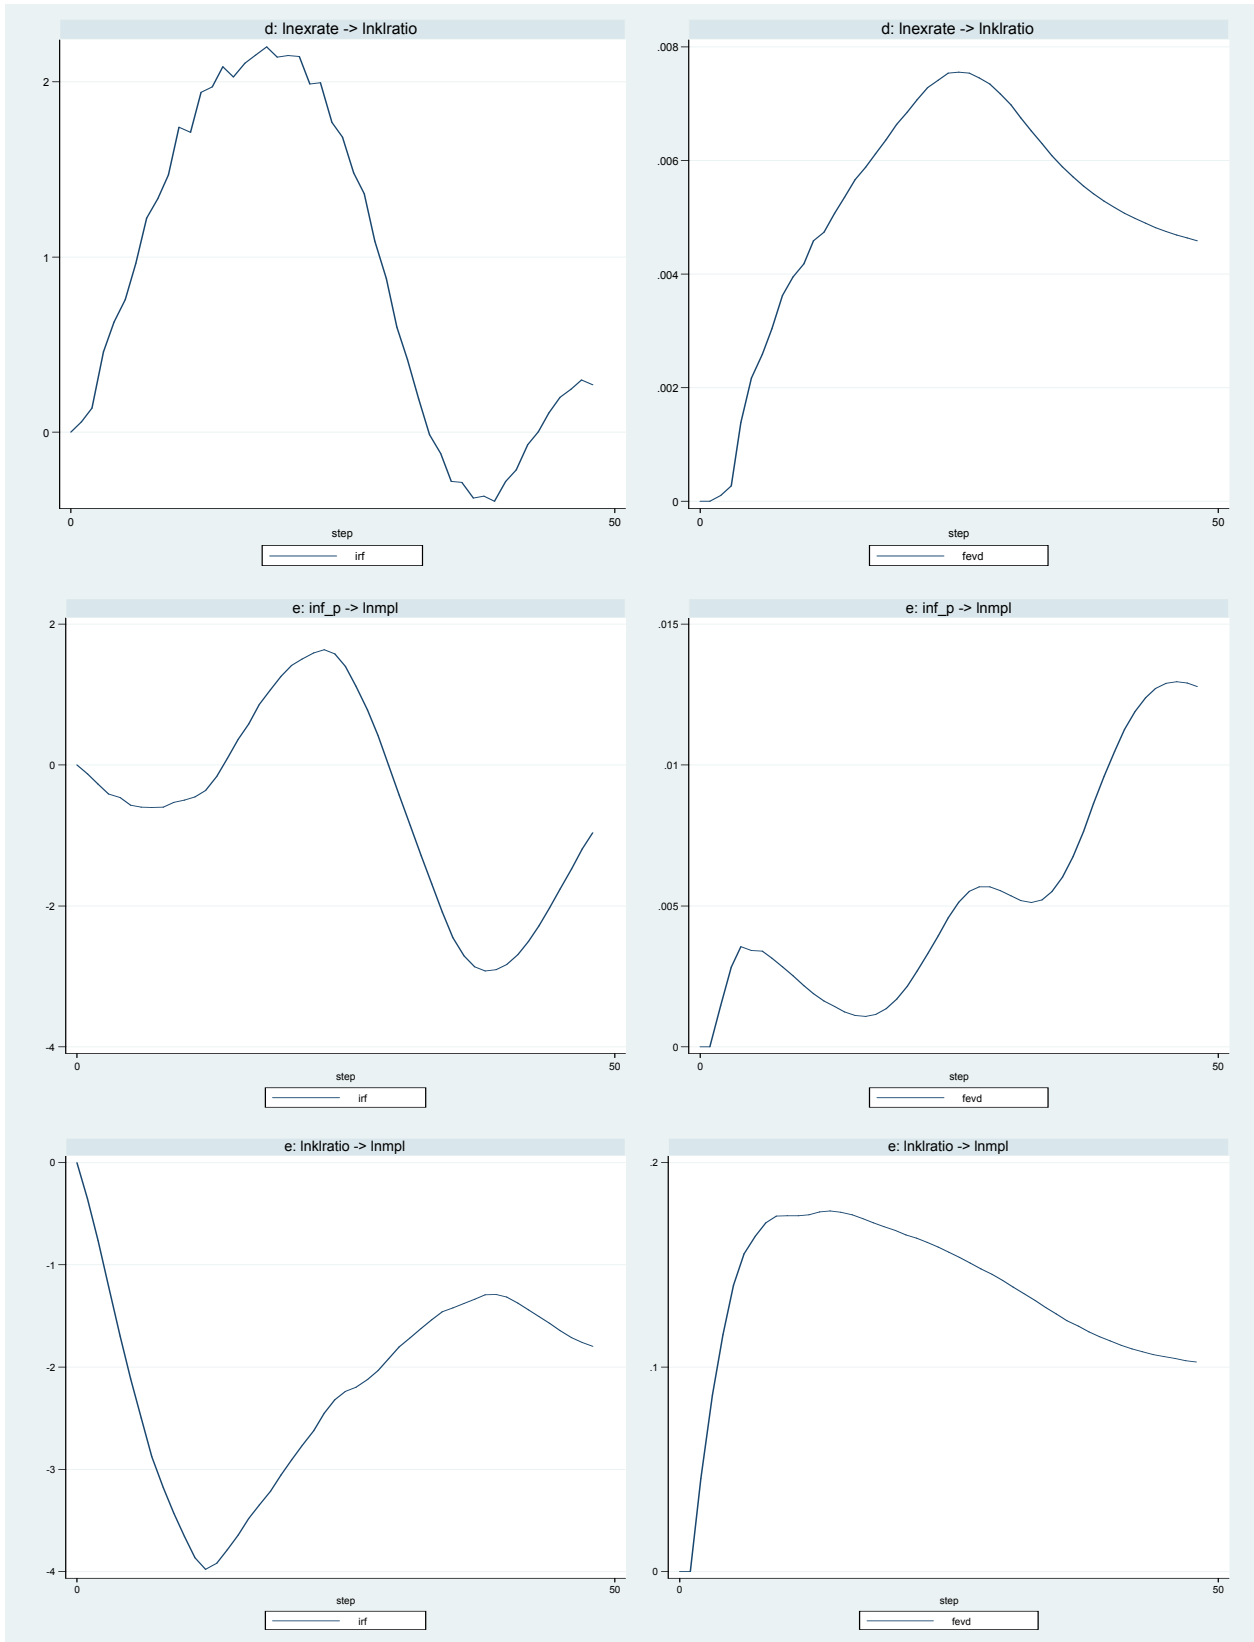 d: lnexrate -> lnklratio
2
1
0
0
50
step
irf
d: lnexrate -> lnklratio
.008
.006
.004
.002
0
0
50
step
fevd
e: inf_p -> lnmpl
2
0
-2
-4
0
50
step
irf
e: inf_p -> lnmpl
.015
.01
.005
0
0
50
step
fevd
e: lnklratio -> lnmpl
0
-1
-2
-3
-4
0
50
step
irf
e: lnklratio -> lnmpl
.2
.1
0
0
50
step
fevd